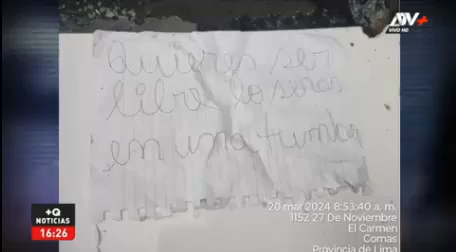 ATV+
VIVO HD
Quieres ser
libre lo seras
en una tumba
20 mar 2024 8:53:40 a. m.
1152 27 De Noviembre
El Carmen
Comas
Provincia de Lima
+Q
NOTICIAS
16:26